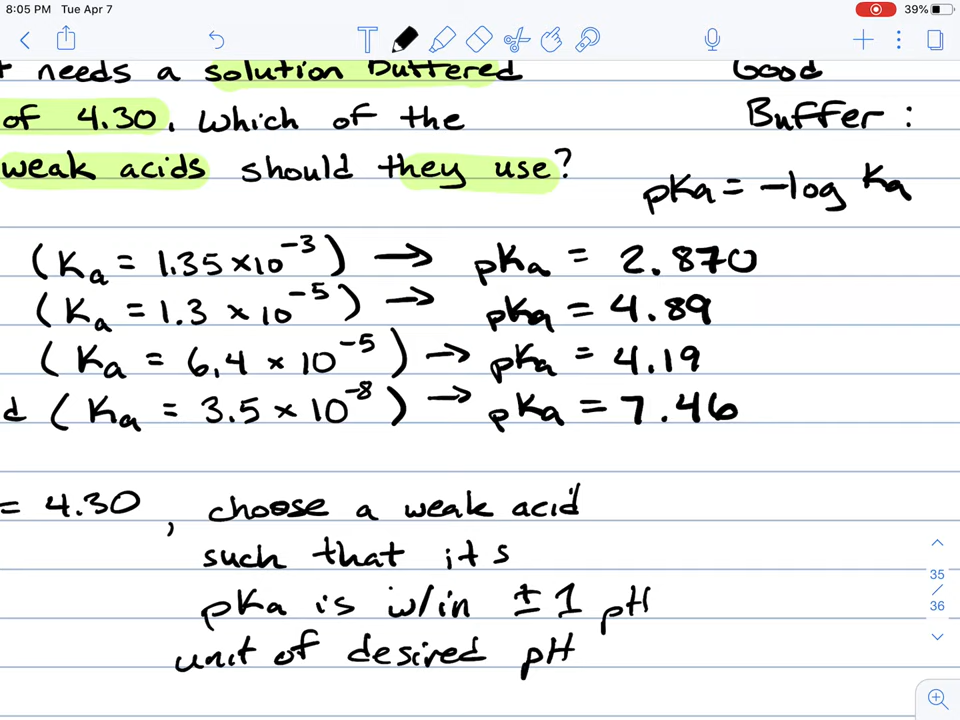 8:05 PM Tue Apr 7
39%
needs a solution buffered
Good
of 4.30. Which of the
Buffer :
weak acids should they use?
pKa = -log Ka
(Ka = 1.35 x 10⁻³) → pKa = 2.870
(Ka = 1.3 x 10⁻⁵) → pKa = 4.89
(Ka = 6.4 x 10⁻⁵) → pKa = 4.19
d (Ka = 3.5 x 10⁻⁸) → pKa = 7.46
= 4.30, choose a weak acid
such that its
pKa is w/in ± 1 pH
unit of desired pH
35
/
36